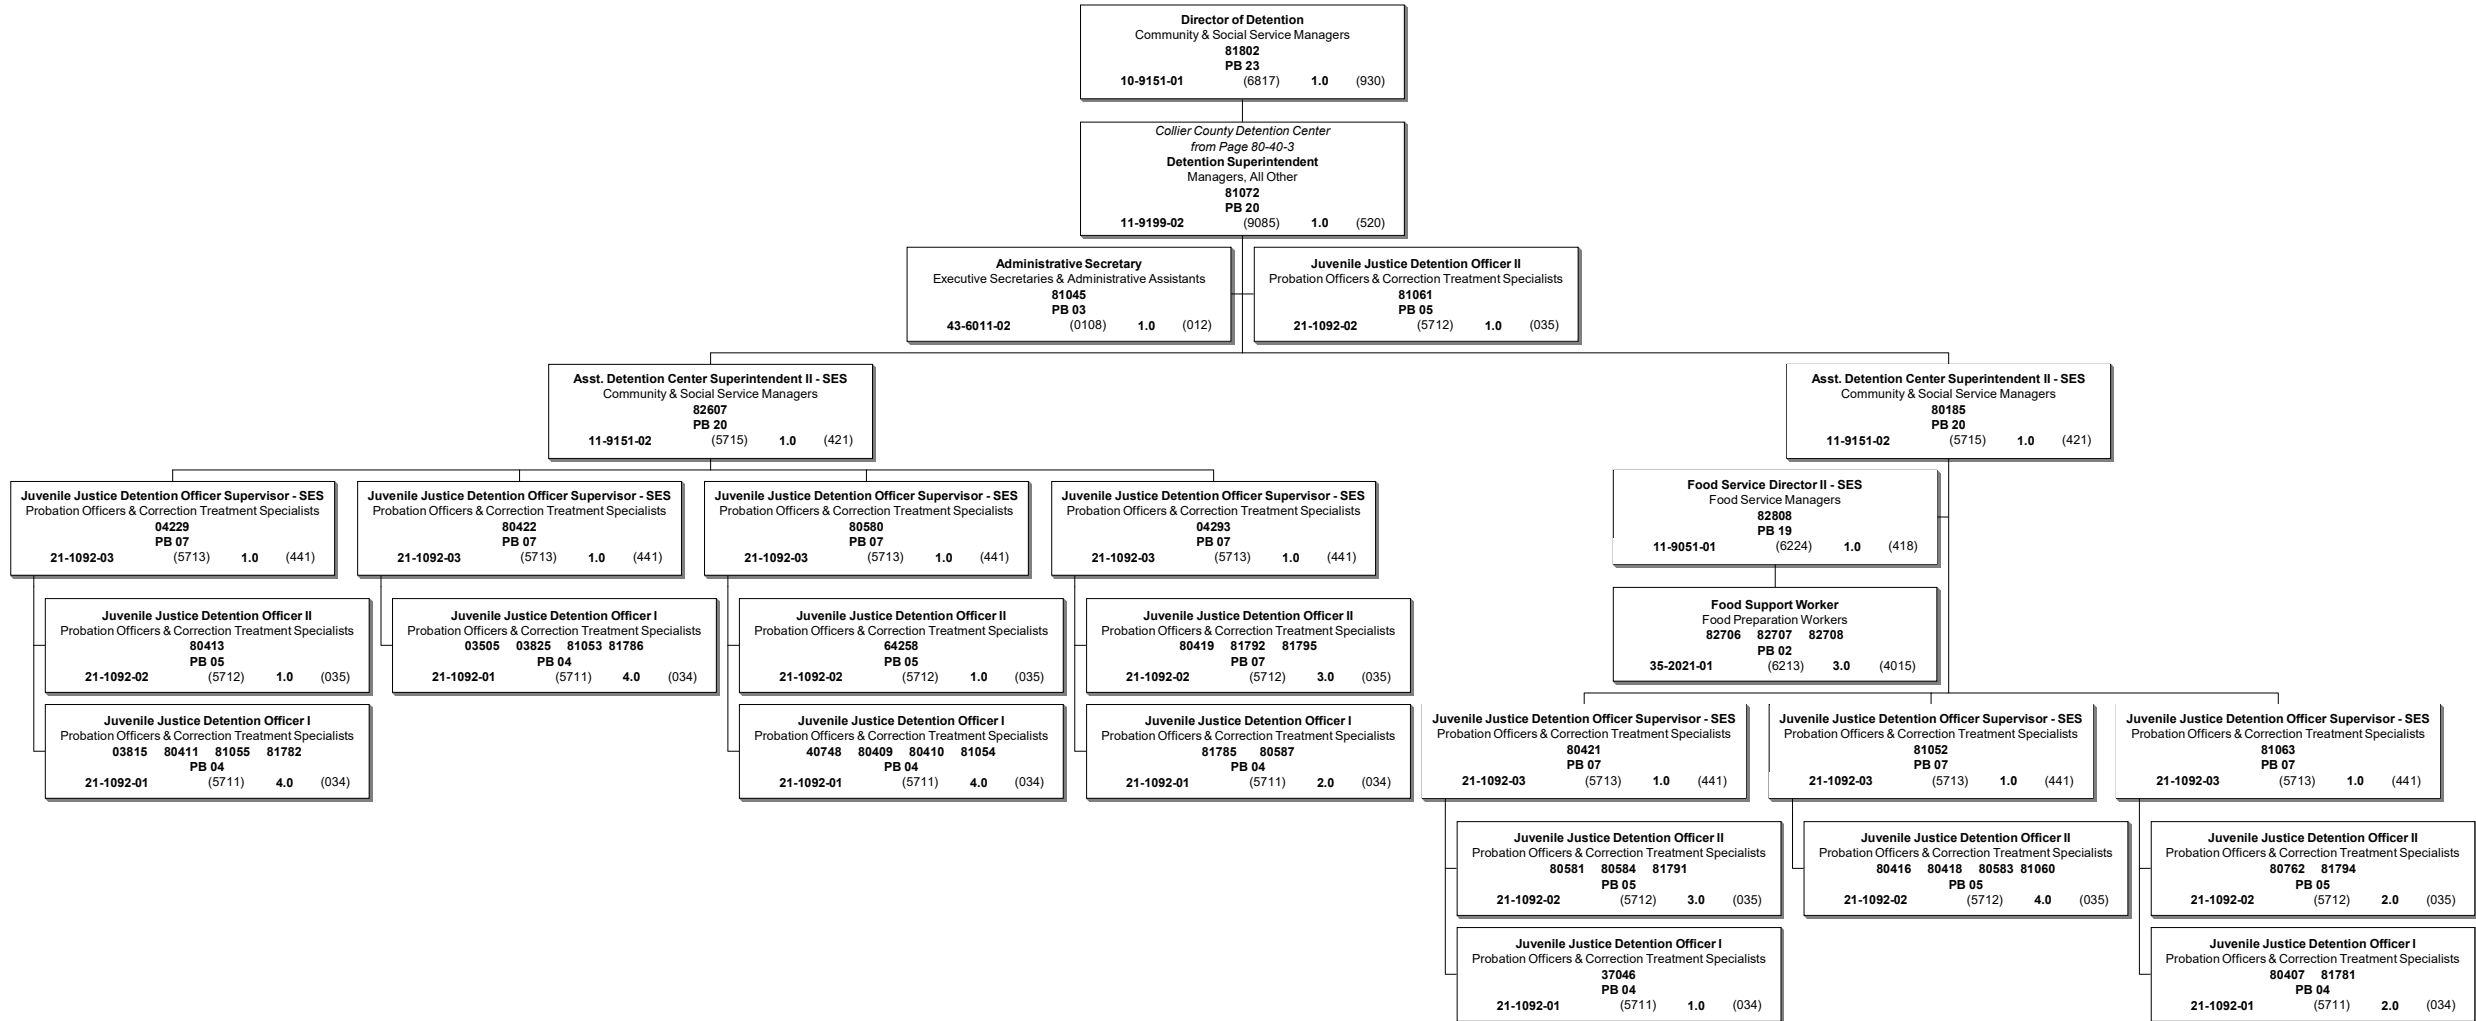 Director of Detention
Community & Social Service Managers
81802
PB 23
10-9151-01 (6817) 1.0 (930)
Collier County Detention Center
from Page 80-40-3
Detention Superintendent
Managers, All Other
81072
PB 20
11-9199-02 (9085) 1.0 (520)
Administrative Secretary
Executive Secretaries & Administrative Assistants
81045
PB 03
43-6011-02 (0108) 1.0 (012)
Juvenile Justice Detention Officer II
Probation Officers & Correction Treatment Specialists
81061
PB 05
21-1092-02 (5712) 1.0 (035)
Asst. Detention Center Superintendent II - SES
Community & Social Service Managers
82607
PB 20
11-9151-02 (5715) 1.0 (421)
Asst. Detention Center Superintendent II - SES
Community & Social Service Managers
80185
PB 20
11-9151-02 (5715) 1.0 (421)
Juvenile Justice Detention Officer Supervisor - SES
Probation Officers & Correction Treatment Specialists
04229
PB 07
21-1092-03 (5713) 1.0 (441)
Juvenile Justice Detention Officer Supervisor - SES
Probation Officers & Correction Treatment Specialists
80422
PB 07
21-1092-03 (5713) 1.0 (441)
Juvenile Justice Detention Officer Supervisor - SES
Probation Officers & Correction Treatment Specialists
80580
PB 07
21-1092-03 (5713) 1.0 (441)
Juvenile Justice Detention Officer Supervisor - SES
Probation Officers & Correction Treatment Specialists
04293
PB 07
21-1092-03 (5713) 1.0 (441)
Food Service Director II - SES
Food Service Managers
82808
PB 19
11-9051-01 (6224) 1.0 (418)
Juvenile Justice Detention Officer II
Probation Officers & Correction Treatment Specialists
80413
PB 05
21-1092-02 (5712) 1.0 (035)
Juvenile Justice Detention Officer I
Probation Officers & Correction Treatment Specialists
03505 03825 81053 81786
PB 04
21-1092-01 (5711) 4.0 (034)
Juvenile Justice Detention Officer II
Probation Officers & Correction Treatment Specialists
64258
PB 05
21-1092-02 (5712) 1.0 (035)
Juvenile Justice Detention Officer II
Probation Officers & Correction Treatment Specialists
80419 81792 81795
PB 07
21-1092-02 (5712) 3.0 (035)
Food Support Worker
Food Preparation Workers
82706 82707 82708
PB 02
35-2021-01 (6213) 3.0 (4015)
Juvenile Justice Detention Officer I
Probation Officers & Correction Treatment Specialists
03815 80411 81055 81782
PB 04
21-1092-01 (5711) 4.0 (034)
Juvenile Justice Detention Officer I
Probation Officers & Correction Treatment Specialists
40748 80409 80410 81054
PB 04
21-1092-01 (5711) 4.0 (034)
Juvenile Justice Detention Officer I
Probation Officers & Correction Treatment Specialists
81785 80587
PB 04
21-1092-01 (5711) 2.0 (034)
Juvenile Justice Detention Officer Supervisor - SES
Probation Officers & Correction Treatment Specialists
80421
PB 07
21-1092-03 (5713) 1.0 (441)
Juvenile Justice Detention Officer Supervisor - SES
Probation Officers & Correction Treatment Specialists
81052
PB 07
21-1092-03 (5713) 1.0 (441)
Juvenile Justice Detention Officer Supervisor - SES
Probation Officers & Correction Treatment Specialists
81063
PB 07
21-1092-03 (5713) 1.0 (441)
Juvenile Justice Detention Officer II
Probation Officers & Correction Treatment Specialists
80581 80584 81791
PB 05
21-1092-02 (5712) 3.0 (035)
Juvenile Justice Detention Officer II
Probation Officers & Correction Treatment Specialists
80416 80418 80583 81060
PB 05
21-1092-02 (5712) 4.0 (035)
Juvenile Justice Detention Officer II
Probation Officers & Correction Treatment Specialists
80762 81794
PB 05
21-1092-02 (5712) 2.0 (035)
Juvenile Justice Detention Officer I
Probation Officers & Correction Treatment Specialists
37046
PB 04
21-1092-01 (5711) 1.0 (034)
Juvenile Justice Detention Officer I
Probation Officers & Correction Treatment Specialists
80407 81781
PB 04
21-1092-01 (5711) 2.0 (034)